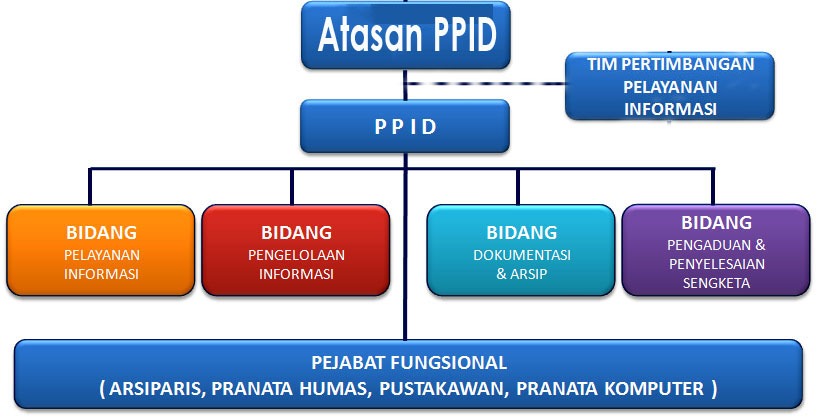 Atasan PPID
TIM PERTIMBANGAN
PELAYANAN
INFORMASI
PPID
BIDANG
PELAYANAN
INFORMASI
BIDANG
PENGELOLAAN
INFORMASI
BIDANG
DOKUMENTASI
& ARSIP
BIDANG
PENGADUAN &
PENYELESAIAN
SENGKETA
PEJABAT FUNGSIONAL
( ARSIPARIS, PRANATA HUMAS, PUSTAKAWAN, PRANATA KOMPUTER )